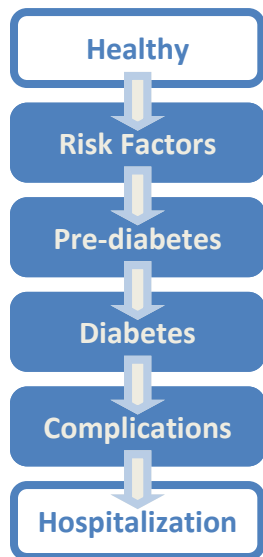 Healthy
Risk Factors
Pre-diabetes
Diabetes
Complications
Hospitalization